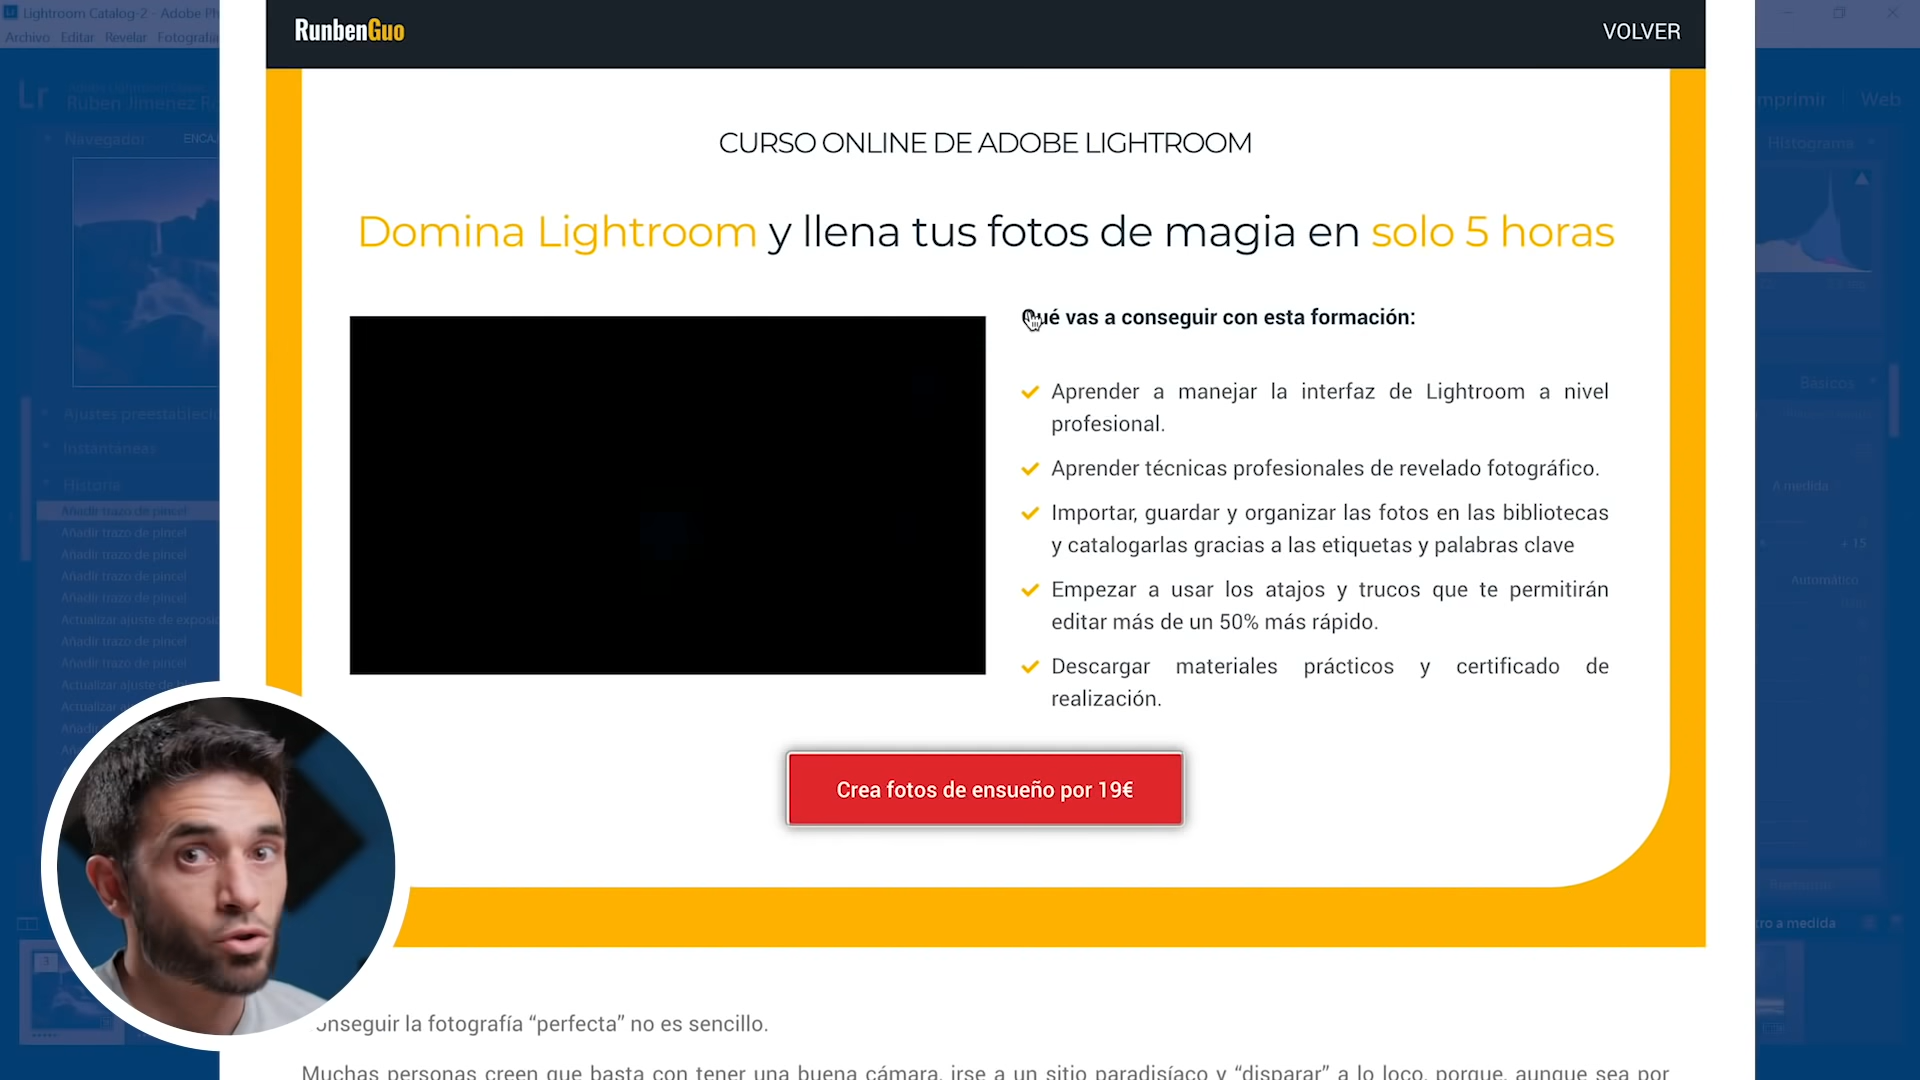 Lightroom Catalog-2 - Adobe Ph
Archivo Editar Revelar Fotografía
RunbenGuo
VOLVER
Lr
Ruben Jimenez
mprimir
Web
Navegador
Histograma
CURSO ONLINE DE ADOBE LIGHTROOM
Domina Lightroom y llena tus fotos de magia en solo 5 horas
Qué vas a conseguir con esta formación:
Aprender a manejar la interfaz de Lightroom a nivel
profesional.
Aprender técnicas profesionales de revelado fotográfico.
Importar, guardar y organizar las fotos en las bibliotecas
y catalogarlas gracias a las etiquetas y palabras clave
Empezar a usar los atajos y trucos que te permitirán
editar más de un 50% más rápido.
Descargar materiales prácticos y certificado de
realización.
Crea fotos de ensueño por 19€
Básicos
Ajustes preestableci
Instantáneas
Historia
A medida
Añadir trazo de pincel
Añadir trazo de pincel
Añadir trazo de pincel
+ 15
Añadir trazo de pincel
Automático
Añadir trazo de pincel
Actualizar ajuste de exposi
Añadir trazo de pincel
Añadir trazo de pincel
Actualizar ajuste de
tro a medida
3
onseguir la fotografía “perfecta” no es sencillo.
Muchas personas creen que basta con tener una buena cámara, irse a un sitio paradisíaco y “disparar” a lo loco, porque, aunque sea por